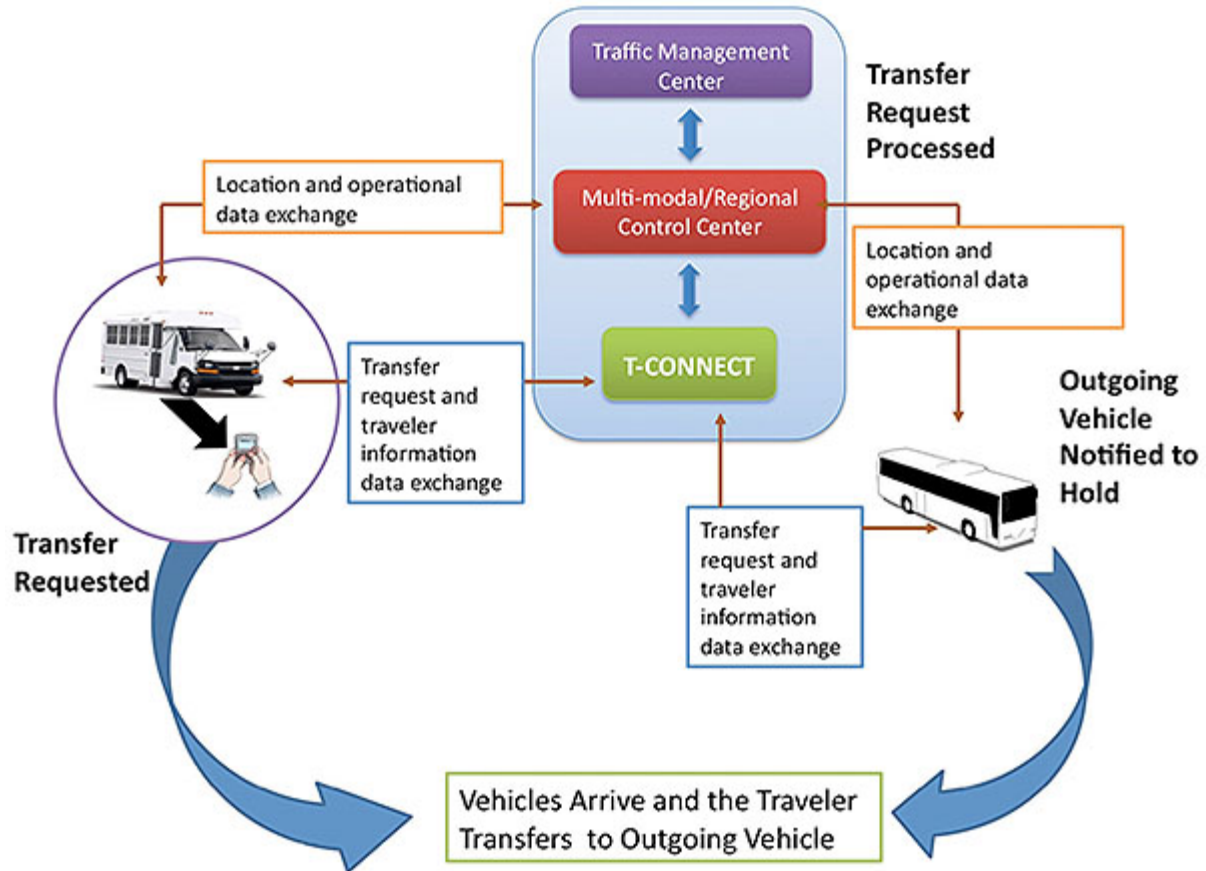 Traffic Management
Center
Transfer
Request
Processed
Location and operational
data exchange
Multi-modal/Regional
Control Center
Location and
operational data
exchange
T-CONNECT
Transfer
request and
traveler
information
data exchange
Outgoing
Vehicle
Notified to
Hold
Transfer
request and
traveler
information
data exchange
Transfer
Requested
Vehicles Arrive and the Traveler
Transfers to Outgoing Vehicle